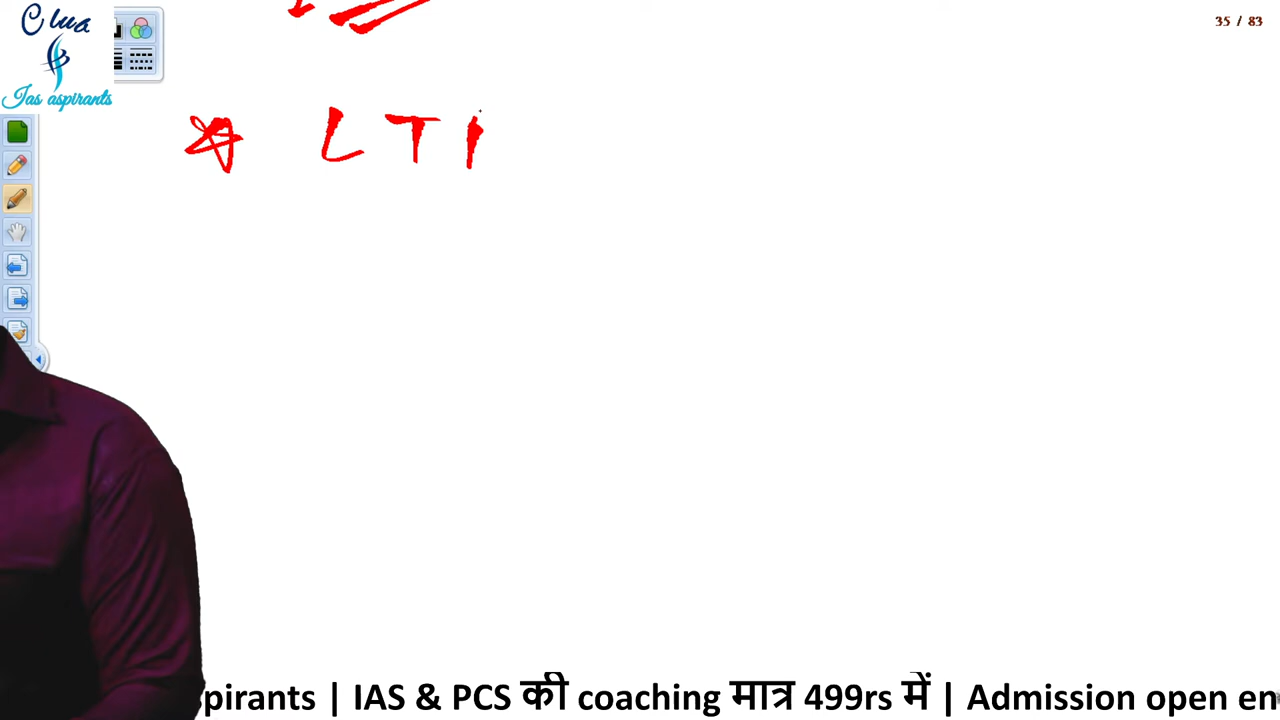 Clua
Ias aspirants
35 / 83
LTI
spirants | IAS & PCS की coaching मात्र 499rs में | Admission open en